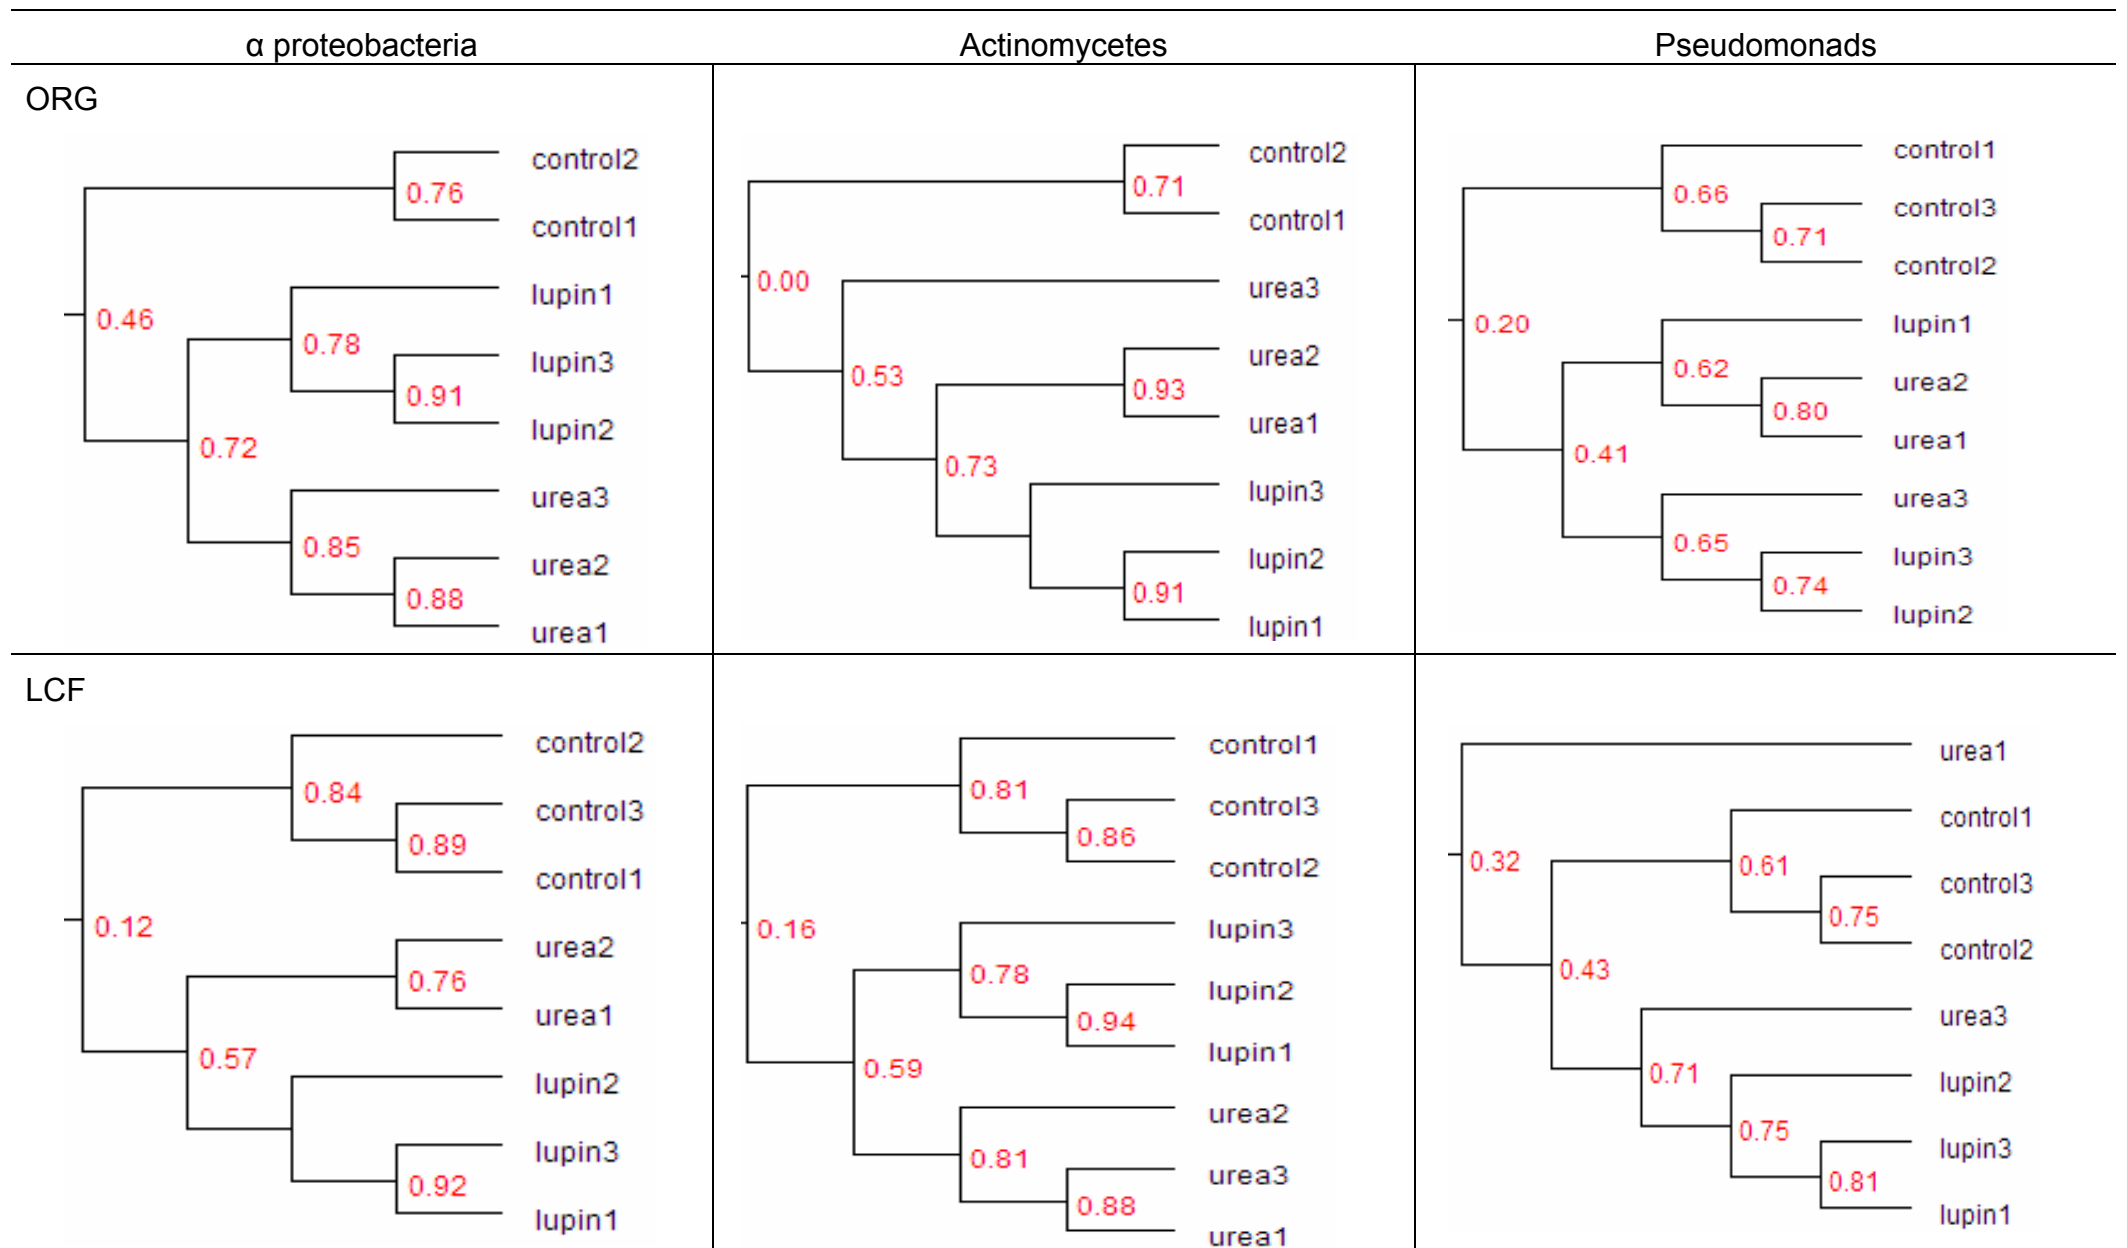 α proteobacteria
Actinomycetes
Pseudomonads
ORG
control2
0.76
control1
lupin1
0.46
0.78
lupin3
0.91
lupin2
0.72
urea3
0.85
urea2
0.88
urea1
control2
0.71
control1
0.00
urea3
urea2
0.53
0.93
urea1
0.73
lupin3
lupin2
0.91
lupin1
control1
0.66
control3
0.71
control2
0.20
lupin1
0.62
urea2
0.80
urea1
0.41
urea3
0.65
lupin3
0.74
lupin2
LCF
control2
0.84
control3
0.89
control1
0.12
urea2
0.76
urea1
0.57
lupin2
lupin3
0.92
lupin1
control1
0.81
control3
0.86
control2
0.16
lupin3
0.78
lupin2
0.94
lupin1
0.59
urea2
0.81
urea3
0.88
urea1
urea1
control1
0.32
0.61
control3
0.75
control2
0.43
urea3
0.71
lupin2
0.75
lupin3
0.81
lupin1